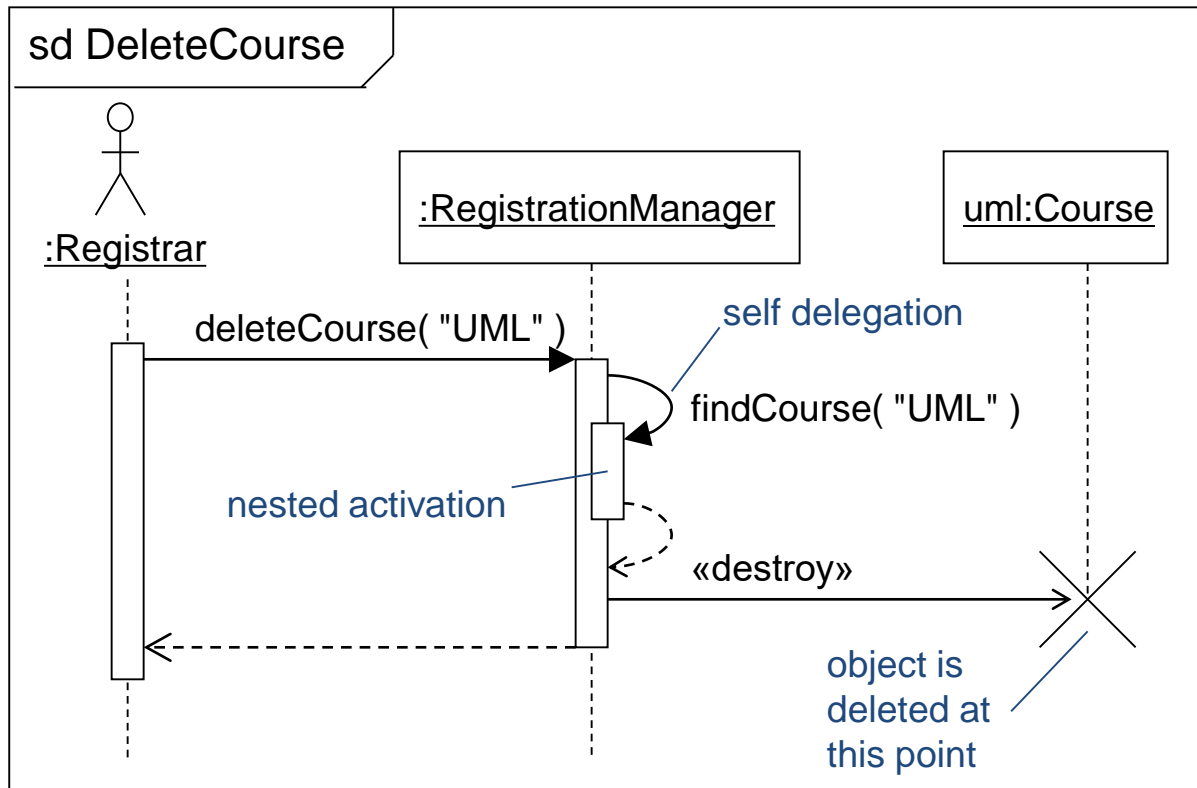 sd DeleteCourse
:RegistrationManager
uml:Course
:Registrar
self delegation
deleteCourse( "UML" )
findCourse( "UML" )
nested activation
«destroy»
object is
deleted at
this point